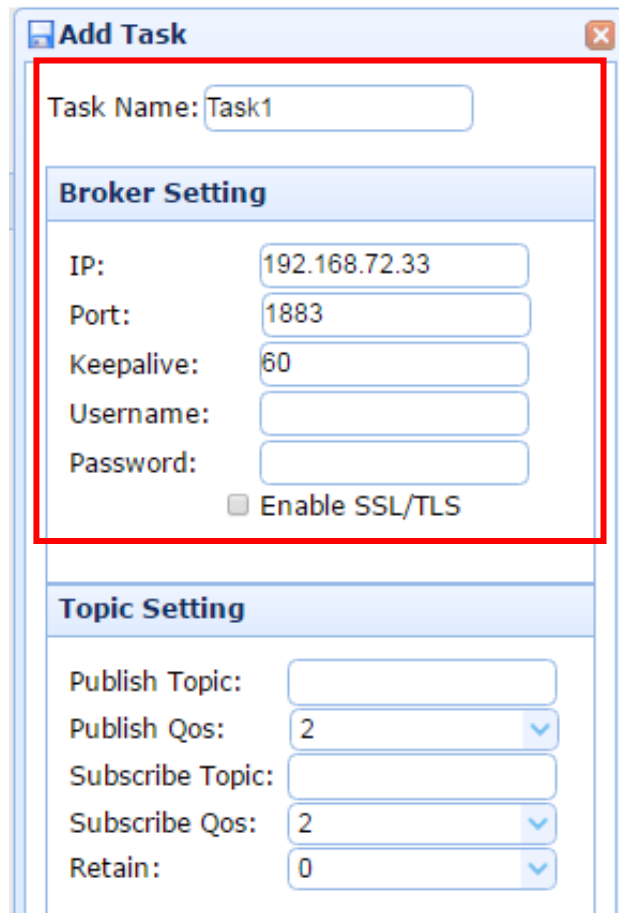 Add Task
Task Name: Task1
Broker Setting
IP: 192.168.72.33
Port: 1883
Keepalive: 60
Username:
Password:
Enable SSL/TLS
Topic Setting
Publish Topic:
Publish Qos: 2
Subscribe Topic:
Subscribe Qos: 2
Retain: 0